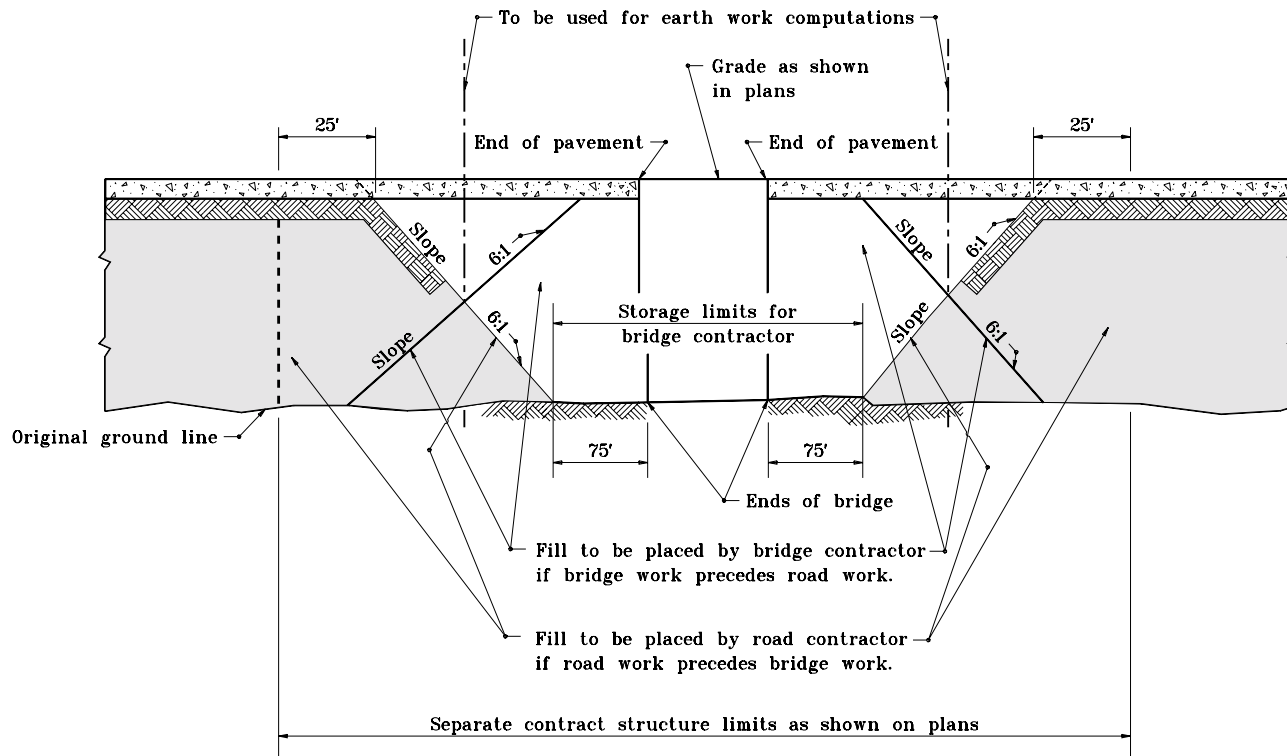 To be used for earth work computations
Grade as shown
in plans
25'
25'
End of pavement
End of pavement
Slope
6:1
Slope
6:1
Storage limits for
bridge contractor
6:1
Slope
Slope
6:1
Original ground line
75'
75'
Ends of bridge
Fill to be placed by bridge contractor
if bridge work precedes road work.
Fill to be placed by road contractor
if road work precedes bridge work.
Separate contract structure limits as shown on plans